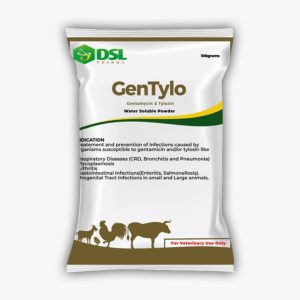 DSL
PHARMA
100grams
GenTylo
Gentamycin & Tylosin
Water Soluble Powder
INDICATION
Treatement and prevention of infections caused by
organisms susceptible to gentamicin and/or tylosin like
Respiratory Diseases (CRD, Bronchitis and Pneumonia)
Mycoplasmosis
Arthritis
Gastointestinal Infections(Enteritis, Salmonellosis).
Urogenital Tract Infections in small and Large animals.
For Veterinary Use Only